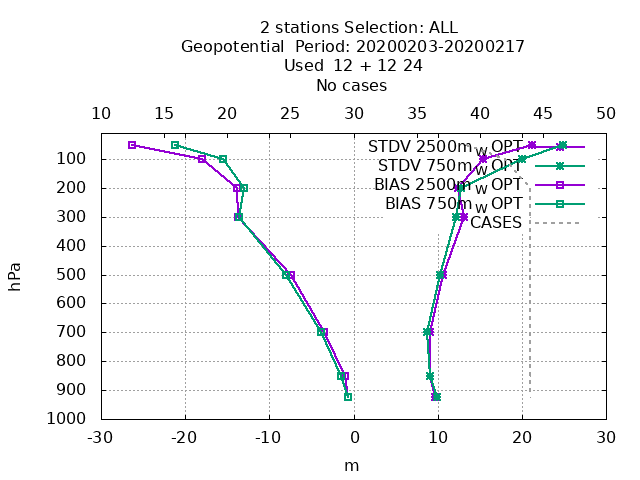 2 stations Selection: ALL
Geopotential  Period: 20200203-20200217
Used  12 + 12 24
No cases
10 15 20 25 30 35 40 45 50
STDV 2500m_w OPT
STDV 750m_w OPT
BIAS 2500m_w OPT
BIAS 750m_w OPT
CASES
100
200
300
400
500
600
700
800
900
1000
hPa
-30 -20 -10 0 10 20 30
m